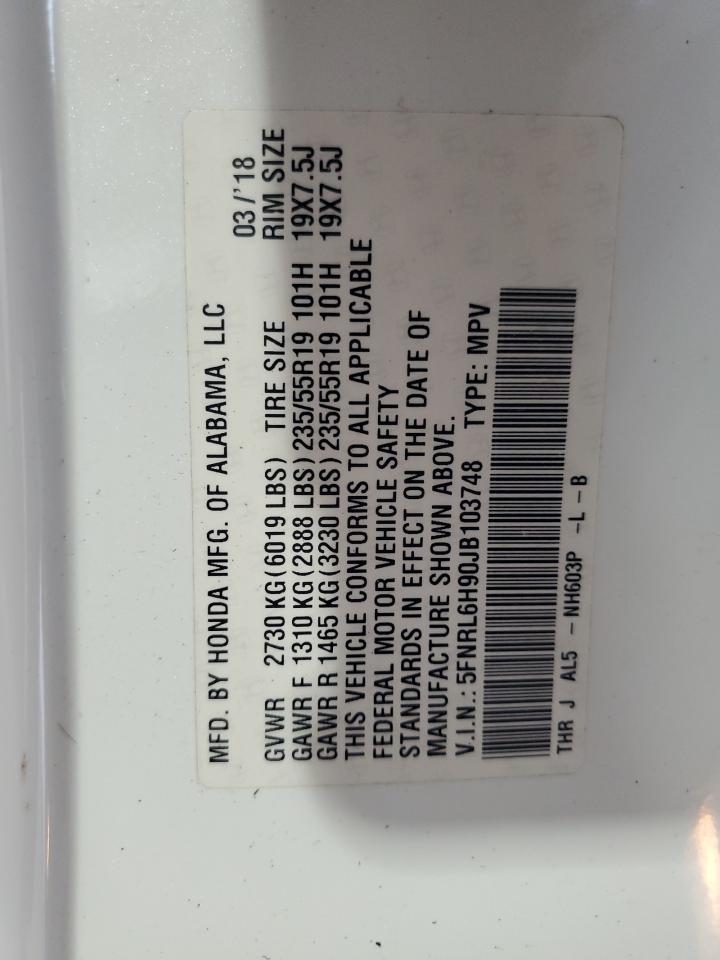 MFD. BY HONDA MFG. OF ALABAMA, LLC 03/'18
GVWR 2730 KG(6019 LBS) TIRE SIZE RIM SIZE
GAWR F 1310 KG(2888 LBS) 235/55R19 101H 19X7.5J
GAWR R 1465 KG(3230 LBS) 235/55R19 101H 19X7.5J
THIS VEHICLE CONFORMS TO ALL APPLICABLE
FEDERAL MOTOR VEHICLE SAFETY
STANDARDS IN EFFECT ON THE DATE OF
MANUFACTURE SHOWN ABOVE.
V.I.N.: 5FNRL6H90JB103748 TYPE: MPV
THR J AL5 - NH603P -L -B